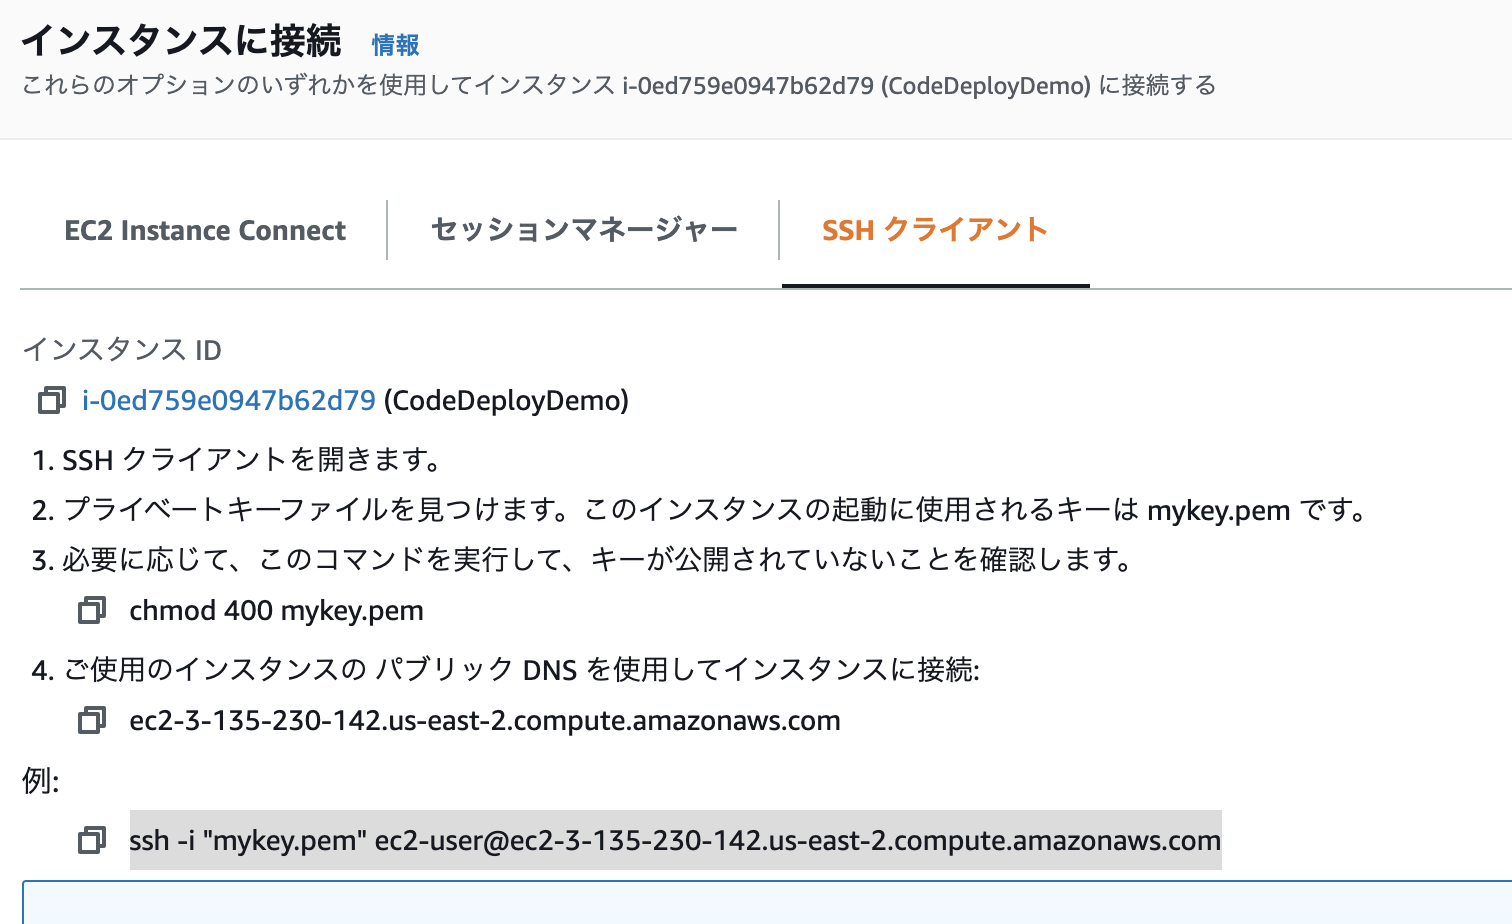 インスタンスに接続 情報
これらのオプションのいずれかを使用してインスタンス i-0ed759e0947b62d79 (CodeDeployDemo) に接続する
EC2 Instance Connect セッションマネージャー SSH クライアント
インスタンス ID
i-0ed759e0947b62d79 (CodeDeployDemo)
1. SSH クライアントを開きます。
2. プライベートキーファイルを見つけます。このインスタンスの起動に使用されるキーは mykey.pem です。
3. 必要に応じて、このコマンドを実行して、キーが公開されていないことを確認します。
chmod 400 mykey.pem
4. ご使用のインスタンスの パブリック DNS を使用してインスタンスに接続:
ec2-3-135-230-142.us-east-2.compute.amazonaws.com
例:
ssh -i "mykey.pem" ec2-user@ec2-3-135-230-142.us-east-2.compute.amazonaws.com